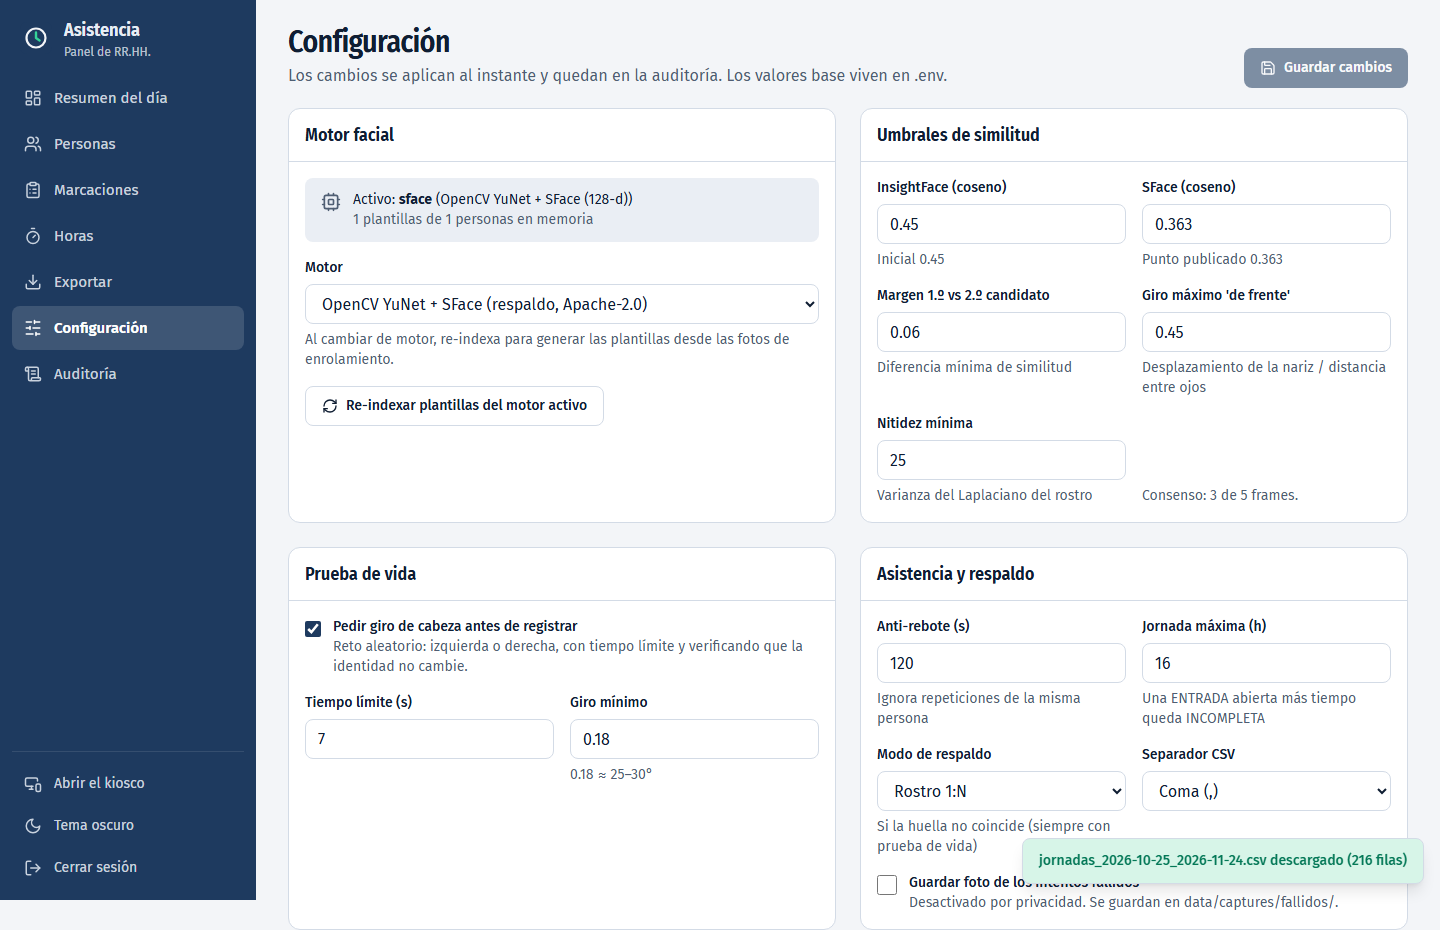 Asistencia
Panel de RR.HH.
Resumen del día
Personas
Marcaciones
Horas
Exportar
Configuración
Auditoría
Abrir el kiosco
Tema oscuro
Cerrar sesión
Configuración
Los cambios se aplican al instante y quedan en la auditoría. Los valores base viven en .env.
Guardar cambios
Motor facial
Activo: sface (OpenCV YuNet + SFace (128-d))
1 plantillas de 1 personas en memoria
Motor
OpenCV YuNet + SFace (respaldo, Apache-2.0)
Al cambiar de motor, re-indexa para generar las plantillas desde las fotos de
enrolamiento.
Re-indexar plantillas del motor activo
Umbrales de similitud
InsightFace (coseno)
0.45
Inicial 0.45
SFace (coseno)
0.363
Punto publicado 0.363
Margen 1.º vs 2.º candidato
0.06
Diferencia mínima de similitud
Giro máximo 'de frente'
0.45
Desplazamiento de la nariz / distancia
entre ojos
Nitidez mínima
25
Varianza del Laplaciano del rostro
Consenso: 3 de 5 frames.
Prueba de vida
Pedir giro de cabeza antes de registrar
Reto aleatorio: izquierda o derecha, con tiempo límite y verificando que la
identidad no cambie.
Tiempo límite (s)
7
Giro mínimo
0.18
0.18 ≈ 25–30°
Asistencia y respaldo
Anti-rebote (s)
120
Ignora repeticiones de la misma
persona
Jornada máxima (h)
16
Una ENTRADA abierta más tiempo
queda INCOMPLETA
Modo de respaldo
Rostro 1:N
Si la huella no coincide (siempre con
prueba de vida)
Separador CSV
Coma (,)
jornadas_2026-10-25_2026-11-24.csv descargado (216 filas)
Guardar foto de los intentos fallidos
Desactivado por privacidad. Se guardan en data/captures/fallidos/.